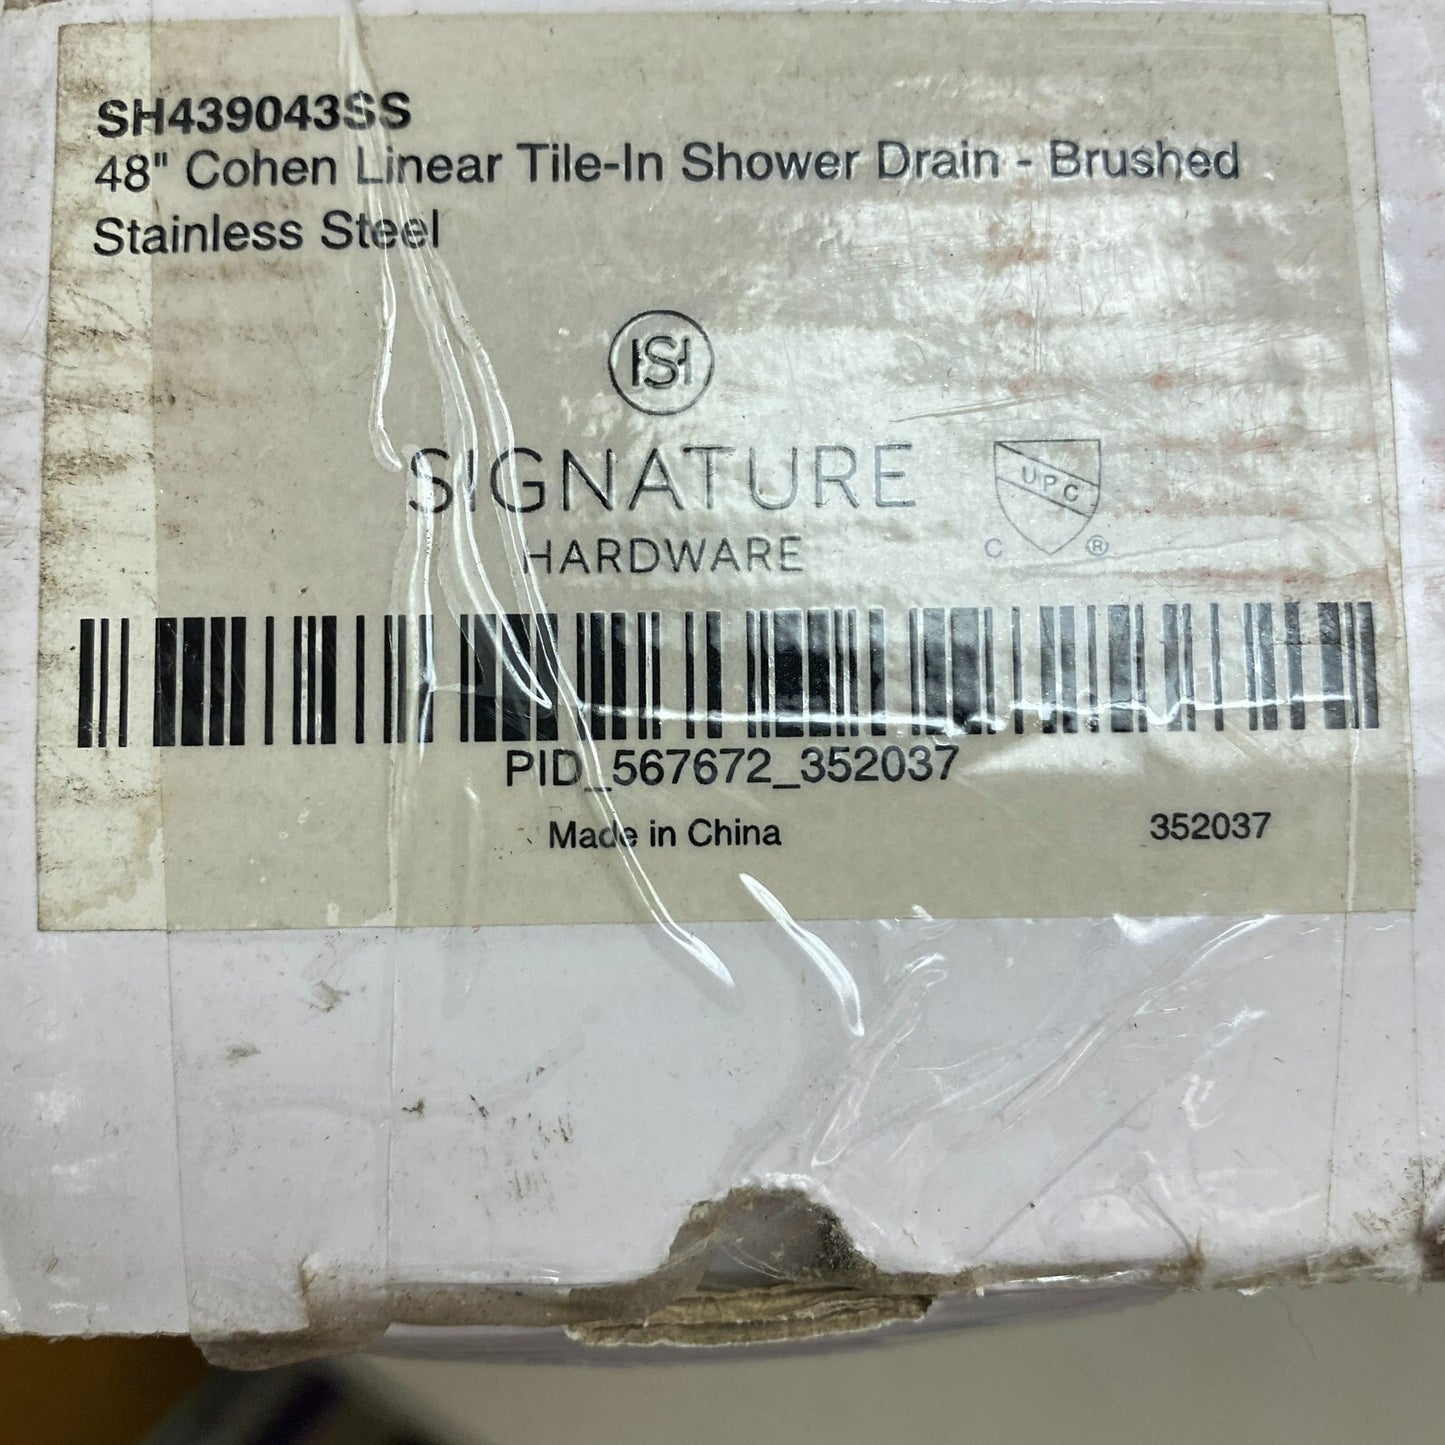 SH439043SS
48" Cohen Linear Tile-In Shower Drain - Brushed
Stainless Steel
SH
SIGNATURE
HARDWARE
UPC
C ®
PID_567672_352037
Made in China
352037